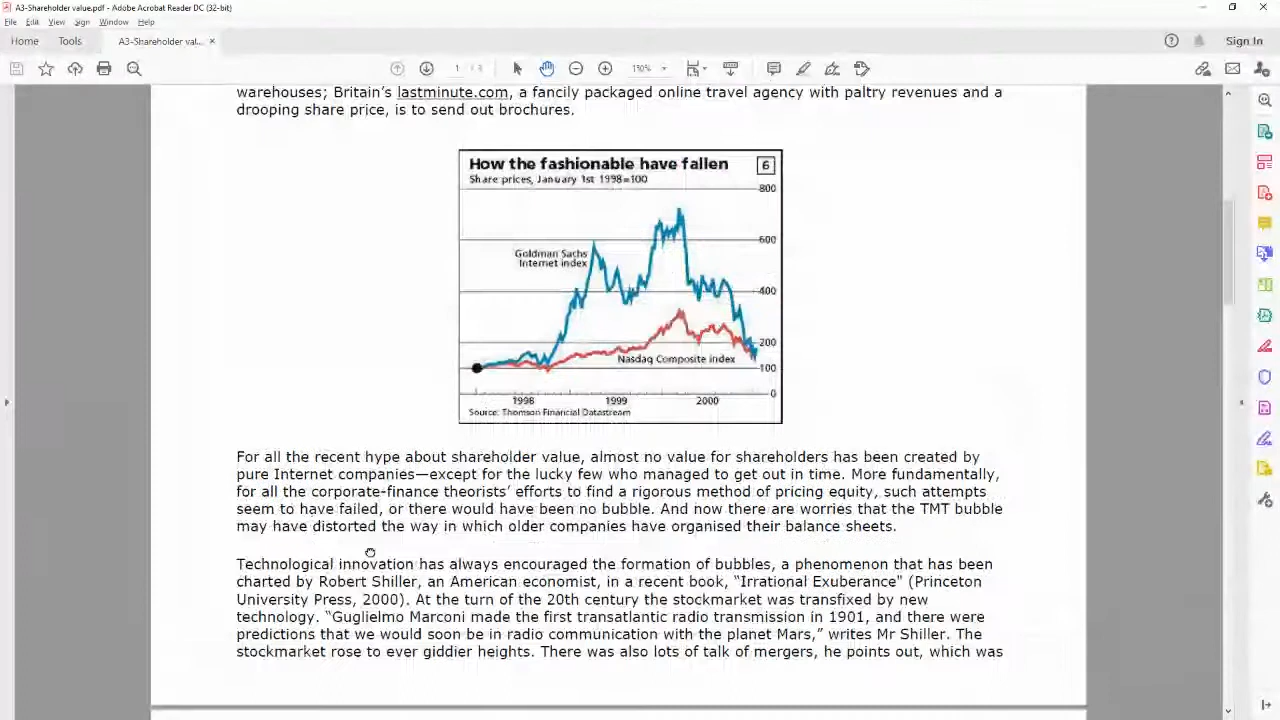 A3-Shareholder value.pdf - Adobe Acrobat Reader DC (32-bit)
File Edit View Sign Window Help
Home Tools A3-Shareholder val... × Sign In
1 / 3 130%
warehouses; Britain’s lastminute.com, a fancily packaged online travel agency with paltry revenues and a
drooping share price, is to send out brochures.
How the fashionable have fallen 6
Share prices, January 1st 1998=100
800
600
Goldman Sachs
Internet index
400
200
Nasdaq Composite index
100
0
1998 1999 2000
Source: Thomson Financial Datastream
For all the recent hype about shareholder value, almost no value for shareholders has been created by
pure Internet companies—except for the lucky few who managed to get out in time. More fundamentally,
for all the corporate-finance theorists’ efforts to find a rigorous method of pricing equity, such attempts
seem to have failed, or there would have been no bubble. And now there are worries that the TMT bubble
may have distorted the way in which older companies have organised their balance sheets.
Technological innovation has always encouraged the formation of bubbles, a phenomenon that has been
charted by Robert Shiller, an American economist, in a recent book, “Irrational Exuberance" (Princeton
University Press, 2000). At the turn of the 20th century the stockmarket was transfixed by new
technology. “Guglielmo Marconi made the first transatlantic radio transmission in 1901, and there were
predictions that we would soon be in radio communication with the planet Mars,” writes Mr Shiller. The
stockmarket rose to ever giddier heights. There was also lots of talk of mergers, he points out, which was